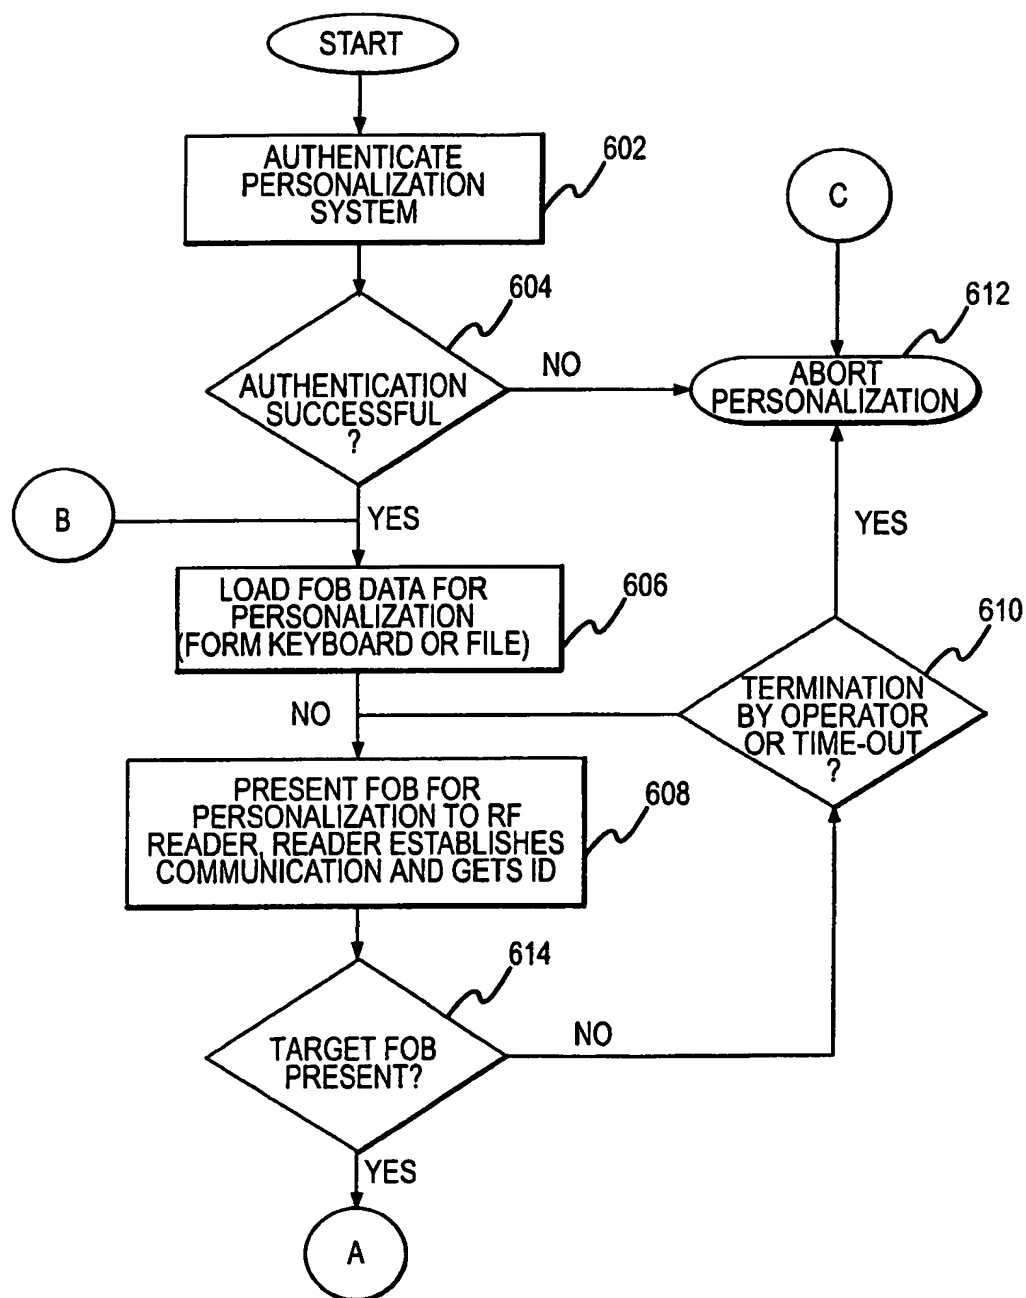 START
AUTHENTICATE
PERSONALIZATION
SYSTEM
602
C
604
612
AUTHENTICATION
SUCCESSFUL
?
NO
ABORT
PERSONALIZATION
B
YES
YES
LOAD FOB DATA FOR
PERSONALIZATION
(FORM KEYBOARD OR FILE)
606
610
NO
TERMINATION
BY OPERATOR
OR TIME-OUT
?
PRESENT FOB FOR
PERSONALIZATION TO RF
READER, READER ESTABLISHES
COMMUNICATION AND GETS ID
608
614
TARGET FOB
PRESENT?
NO
YES
A